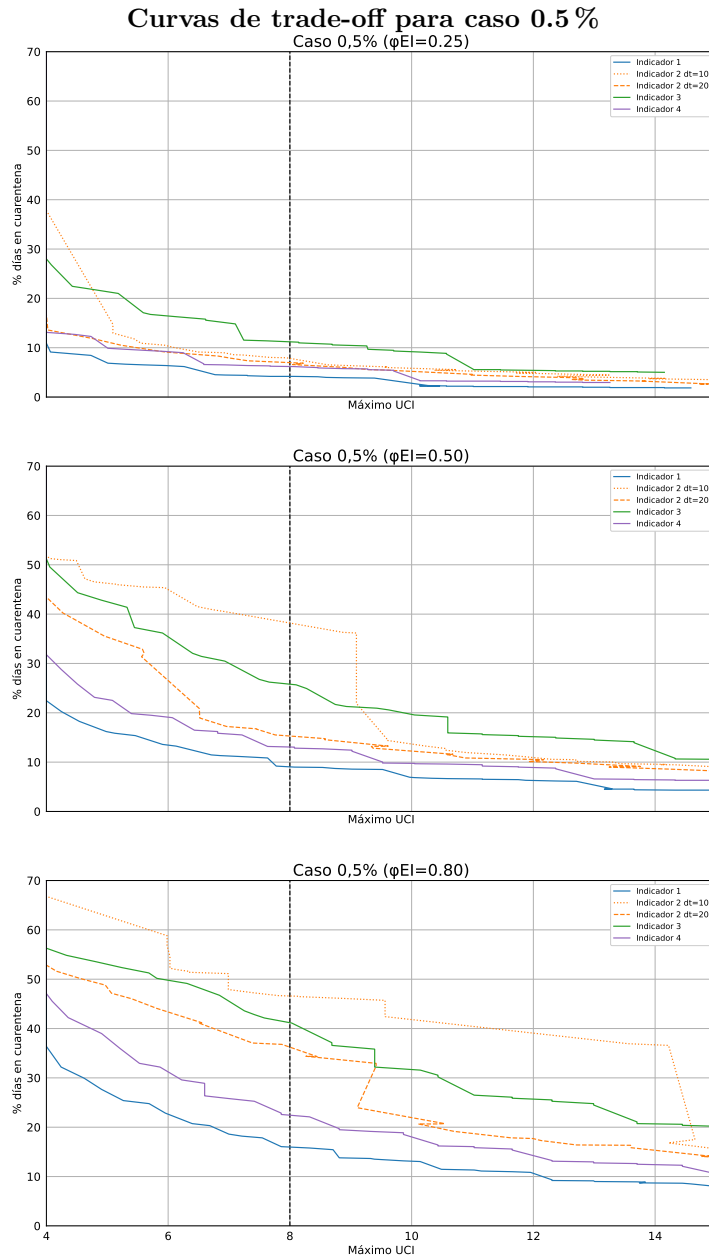 Curvas de trade-off para caso 0.5 %
Caso 0,5% (φEI=0.25)
70
60
50
40
30
20
10
0
% días en cuarentena
Indicador 1
Indicador 2 dt=10
Indicador 2 dt=20
Indicador 3
Indicador 4
Máximo UCI
Caso 0,5% (φEI=0.50)
70
60
50
40
30
20
10
0
% días en cuarentena
Indicador 1
Indicador 2 dt=10
Indicador 2 dt=20
Indicador 3
Indicador 4
Máximo UCI
Caso 0,5% (φEI=0.80)
70
60
50
40
30
20
10
0
% días en cuarentena
Indicador 1
Indicador 2 dt=10
Indicador 2 dt=20
Indicador 3
Indicador 4
4 6 8 10 12 14
Máximo UCI